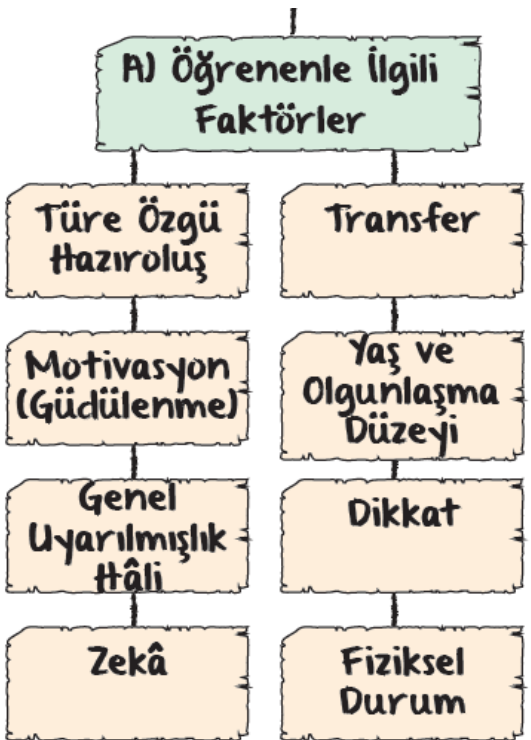 A) Öğrenenle İlgili
Faktörler
Türe Özgü
Hazıroluş
Motivasyon
(Güdülenme)
Genel
Uyarılmışlık
Hâli
Zekâ
Transfer
Yaş ve
Olgunlaşma
Düzeyi
Dikkat
Fiziksel
Durum